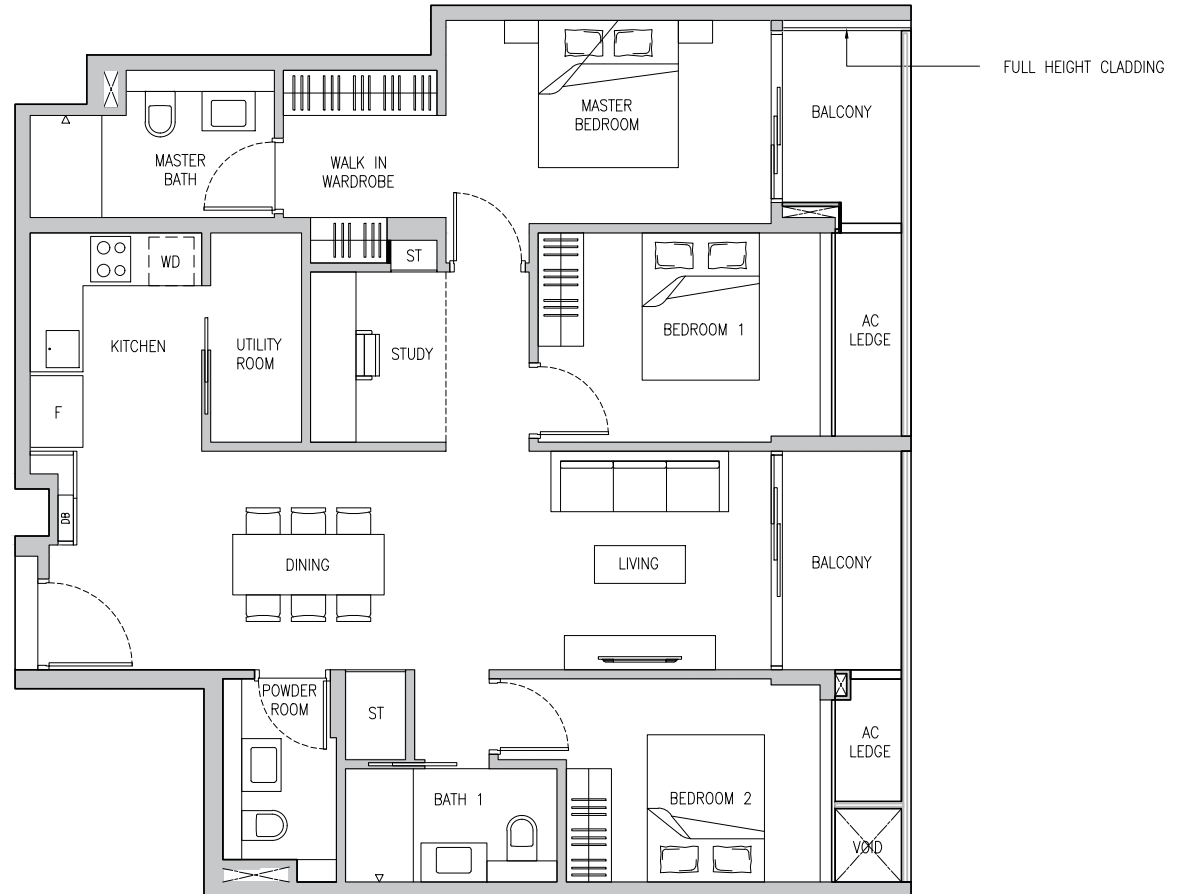 FULL HEIGHT CLADDING
MASTER
BEDROOM
BALCONY
MASTER
BATH
WALK IN
WARDROBE
WD
ST
KITCHEN
UTILITY
ROOM
STUDY
BEDROOM 1
AC
LEDGE
F
DB
DINING
LIVING
BALCONY
POWDER
ROOM
ST
AC
LEDGE
BATH 1
BEDROOM 2
VOID